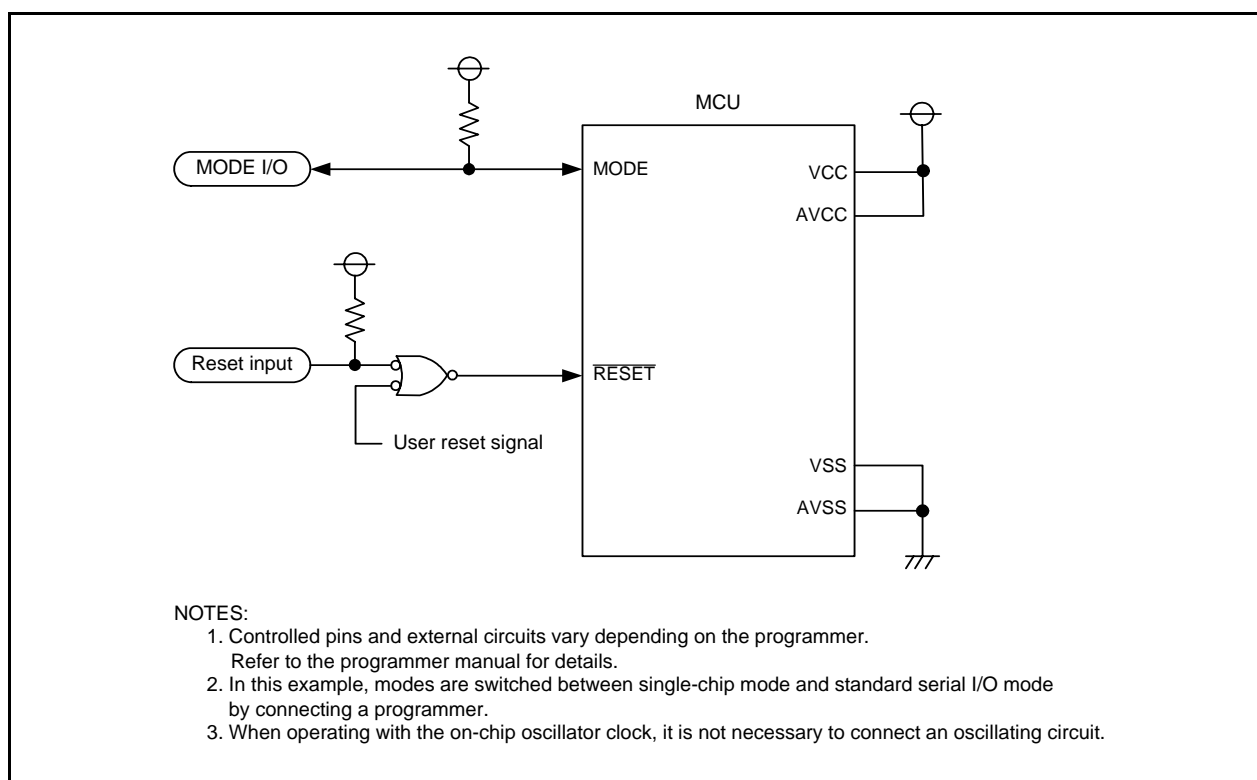 MCU
MODE I/O
MODE
VCC
AVCC
Reset input
RESET
User reset signal
VSS
AVSS
NOTES:
1. Controlled pins and external circuits vary depending on the programmer.
Refer to the programmer manual for details.
2. In this example, modes are switched between single-chip mode and standard serial I/O mode
by connecting a programmer.
3. When operating with the on-chip oscillator clock, it is not necessary to connect an oscillating circuit.